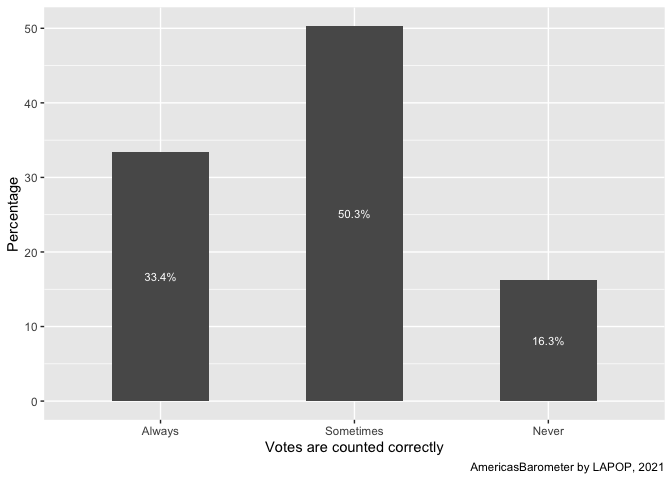 Percentage
50
40
30
20
10
0
33.4%
50.3%
16.3%
Always Sometimes Never
Votes are counted correctly
AmericasBarometer by LAPOP, 2021